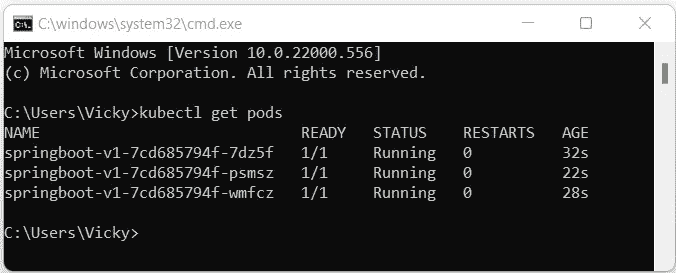 C:\windows\system32\cmd.exe
Microsoft Windows [Version 10.0.22000.556]
(c) Microsoft Corporation. All rights reserved.
C:\Users\Vicky>kubectl get pods
NAME READY STATUS RESTARTS AGE
springboot-v1-7cd685794f-7dz5f 1/1 Running 0 32s
springboot-v1-7cd685794f-psmsz 1/1 Running 0 22s
springboot-v1-7cd685794f-wmfcz 1/1 Running 0 28s
C:\Users\Vicky>